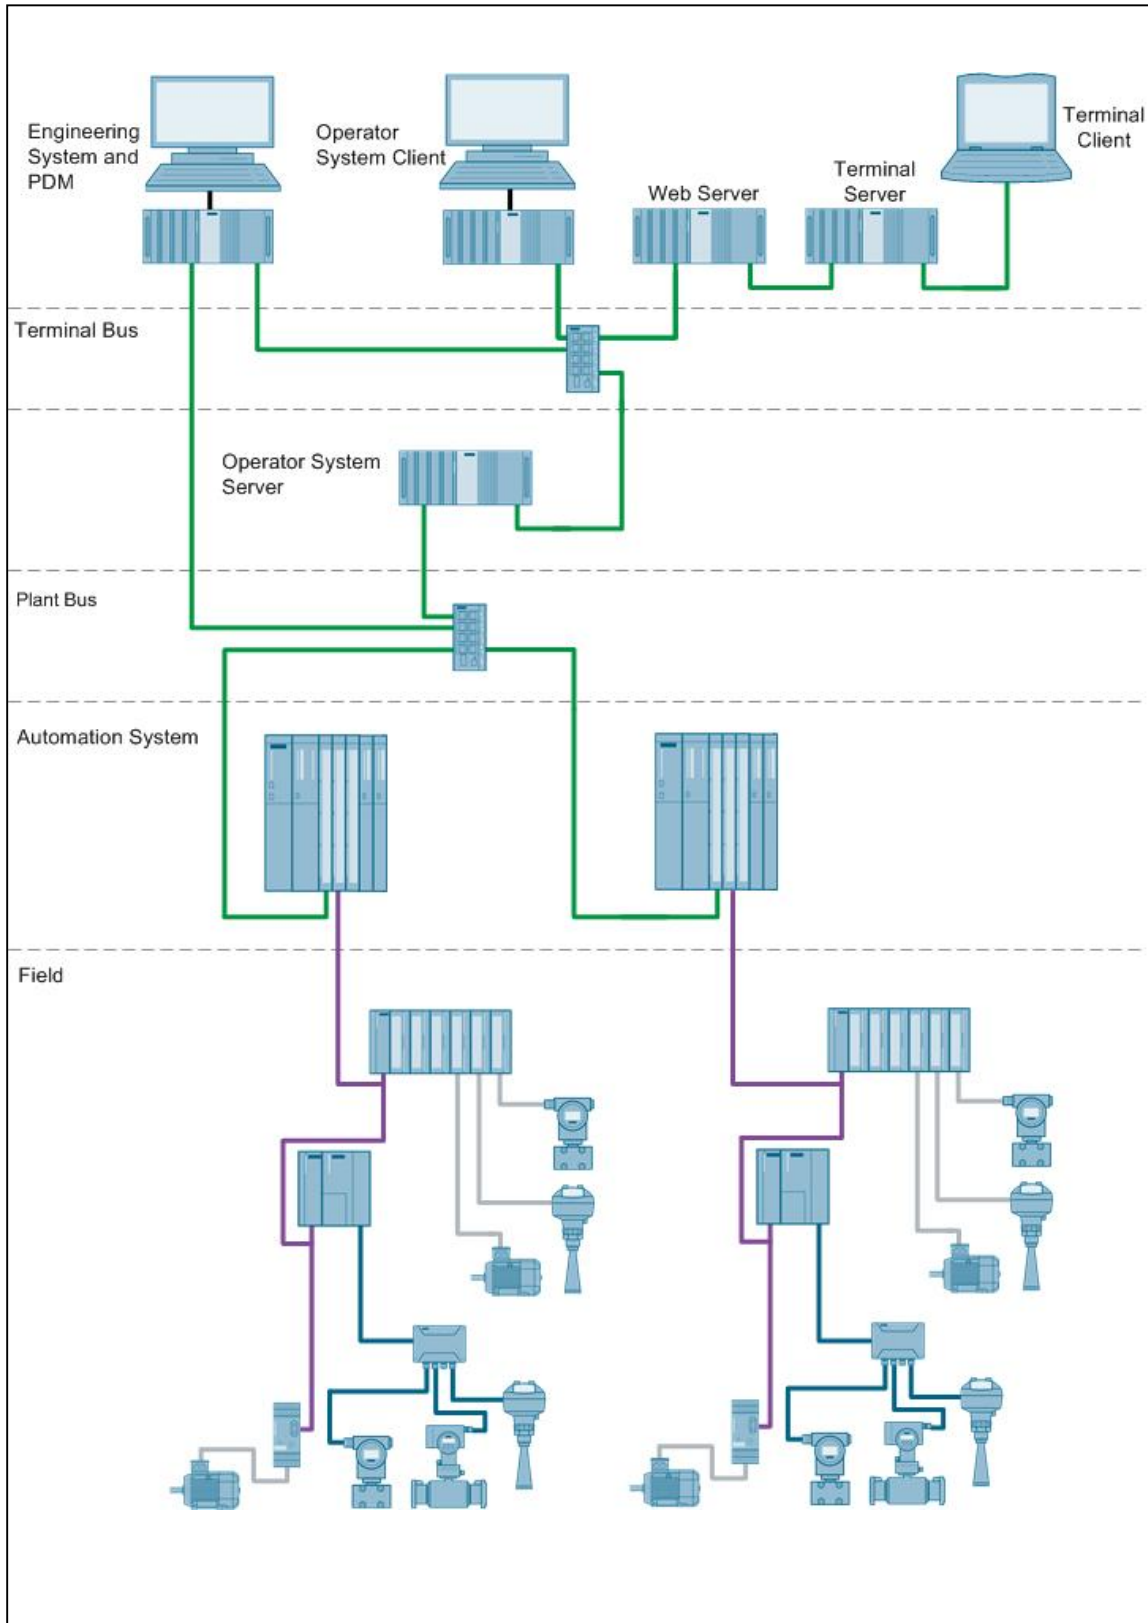 Engineering
System and
PDM
Operator
System Client
Web Server
Terminal
Server
Terminal
Client
Terminal Bus
Operator System
Server
Plant Bus
Automation System
Field